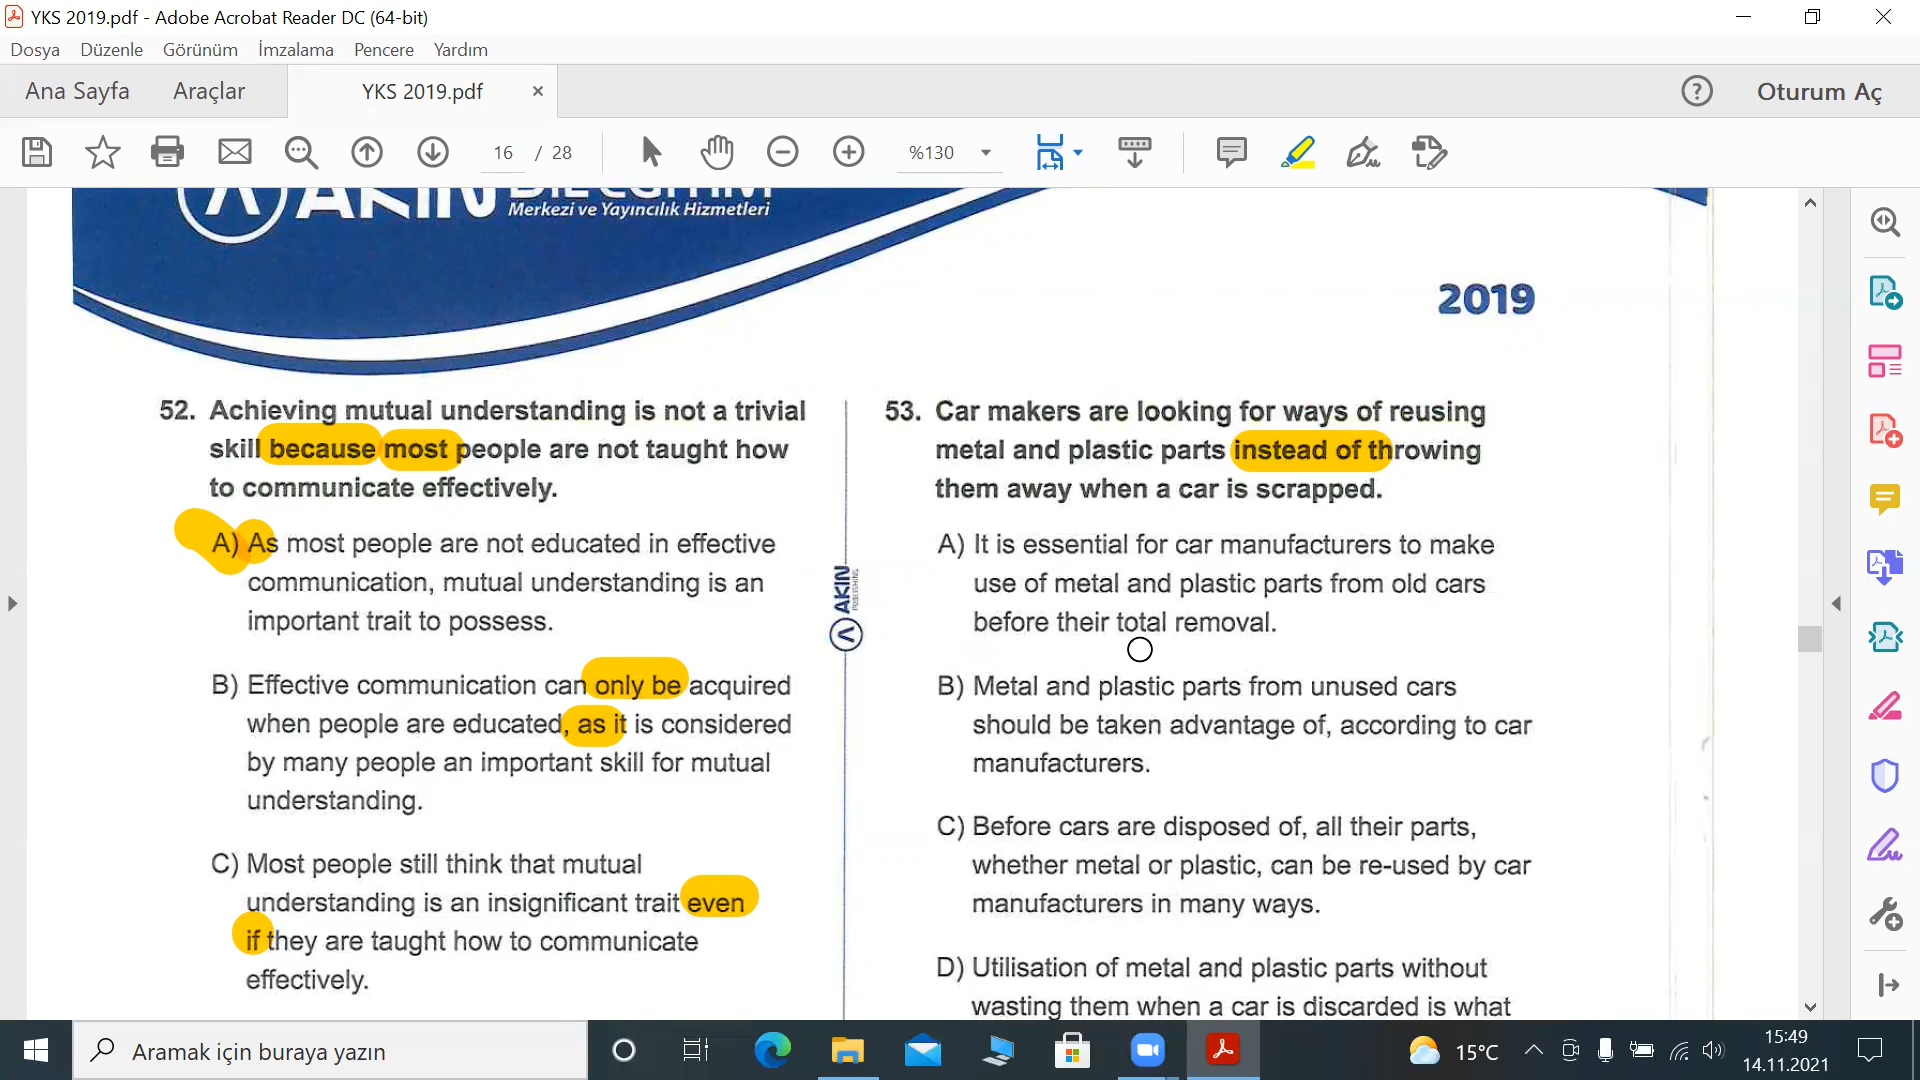 YKS 2019.pdf - Adobe Acrobat Reader DC (64-bit)
Dosya Düzenle Görünüm İmzalama Pencere Yardım
Ana Sayfa Araçlar YKS 2019.pdf × ? Oturum Aç
16 / 28 %130
AKIN DİL EĞİTİM
Merkezi ve Yayıncılık Hizmetleri
2019
52. Achieving mutual understanding is not a trivial
skill because most people are not taught how
to communicate effectively.
A) As most people are not educated in effective
communication, mutual understanding is an
important trait to possess.
B) Effective communication can only be acquired
when people are educated, as it is considered
by many people an important skill for mutual
understanding.
C) Most people still think that mutual
understanding is an insignificant trait even
if they are taught how to communicate
effectively.
AKIN
PUBLISHING
53. Car makers are looking for ways of reusing
metal and plastic parts instead of throwing
them away when a car is scrapped.
A) It is essential for car manufacturers to make
use of metal and plastic parts from old cars
before their total removal.
B) Metal and plastic parts from unused cars
should be taken advantage of, according to car
manufacturers.
C) Before cars are disposed of, all their parts,
whether metal or plastic, can be re-used by car
manufacturers in many ways.
D) Utilisation of metal and plastic parts without
wasting them when a car is discarded is what
Aramak için buraya yazın
15°C
15:49
14.11.2021